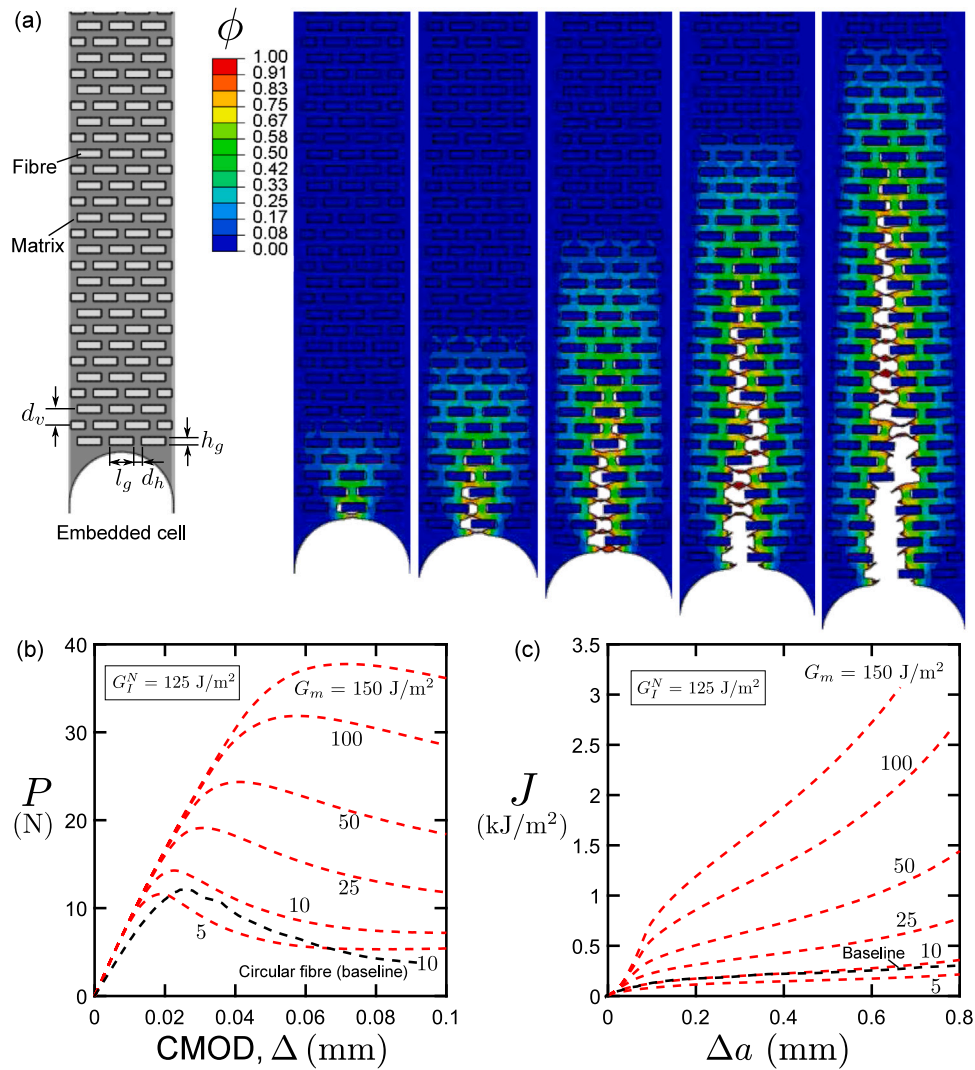 (a)
ϕ
1.00
0.91
0.83
0.75
0.67
0.58
0.50
0.42
0.33
0.25
0.17
0.08
0.00
Fibre
Matrix
d_v
h_g
l_g
d_h
Embedded cell
(b)
40
30
20
10
0
P
(N)
G_I^N = 125 J/m²
G_m = 150 J/m²
100
50
25
10
5
Circular fibre (baseline)
10
0
0.02
0.04
0.06
0.08
0.1
CMOD, Δ (mm)
(c)
3.5
3
2.5
2
1.5
1
0.5
0
J
(kJ/m²)
G_I^N = 125 J/m²
G_m = 150 J/m²
100
50
25
Baseline
10
5
0
0.2
0.4
0.6
0.8
Δa (mm)